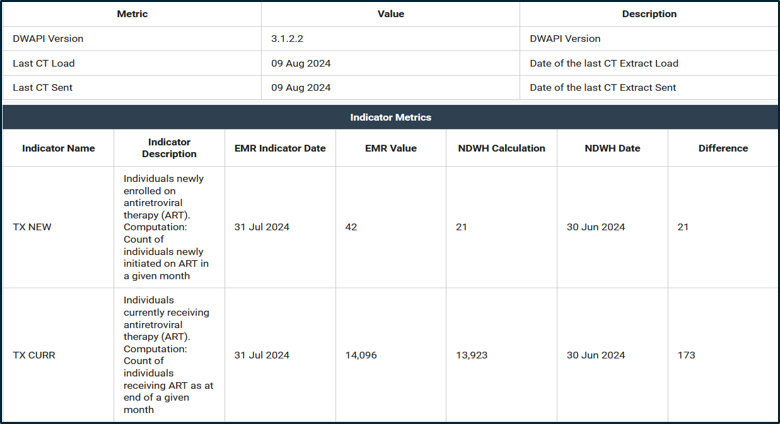 Metric Value Description
DWAPI Version 3.1.2.2 DWAPI Version
Last CT Load 09 Aug 2024 Date of the last CT Extract Load
Last CT Sent 09 Aug 2024 Date of the last CT Extract Sent
Indicator Metrics
Indicator Name Indicator Description EMR Indicator Date EMR Value NDWH Calculation NDWH Date Difference
TX NEW
Individuals newly
enrolled on
antiretroviral
therapy (ART).
Computation:
Count of
individuals newly
initiated on ART in
a given month
31 Jul 2024 42 21 30 Jun 2024 21
TX CURR
Individuals
currently receiving
antiretroviral
therapy (ART).
Computation:
Count of
individuals
receiving ART as at
end of a given
month
31 Jul 2024 14,096 13,923 30 Jun 2024 173